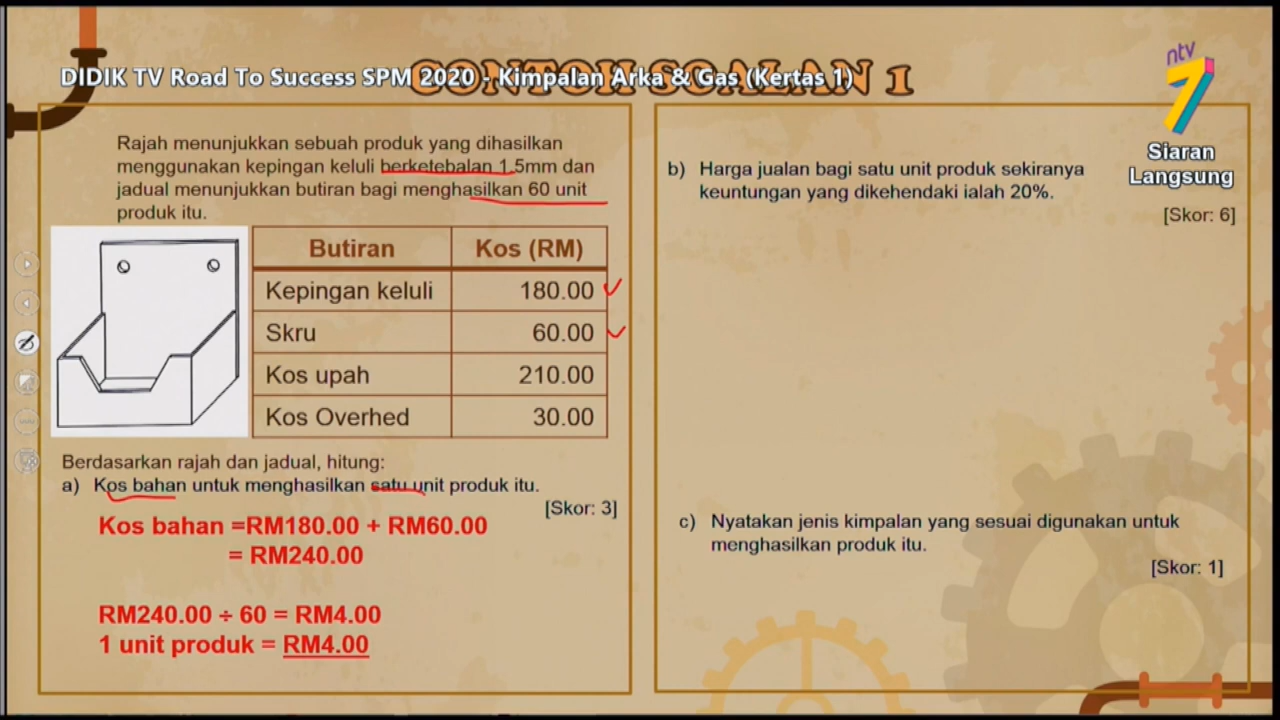 DIDIK TV Road To Success SPM 2020 - Kimpalan Arka & Gas (Kertas 1)
CONTOH SOALAN 1
ntv
7
Siaran
Langsung
Rajah menunjukkan sebuah produk yang dihasilkan
menggunakan kepingan keluli berketebalan 1.5mm dan
jadual menunjukkan butiran bagi menghasilkan 60 unit
produk itu.
Butiran Kos (RM)
Kepingan keluli 180.00
Skru 60.00
Kos upah 210.00
Kos Overhed 30.00
Berdasarkan rajah dan jadual, hitung:
a) Kos bahan untuk menghasilkan satu unit produk itu.
[Skor: 3]
Kos bahan =RM180.00 + RM60.00
= RM240.00
RM240.00 ÷ 60 = RM4.00
1 unit produk = RM4.00
b) Harga jualan bagi satu unit produk sekiranya
keuntungan yang dikehendaki ialah 20%.
[Skor: 6]
c) Nyatakan jenis kimpalan yang sesuai digunakan untuk
menghasilkan produk itu.
[Skor: 1]